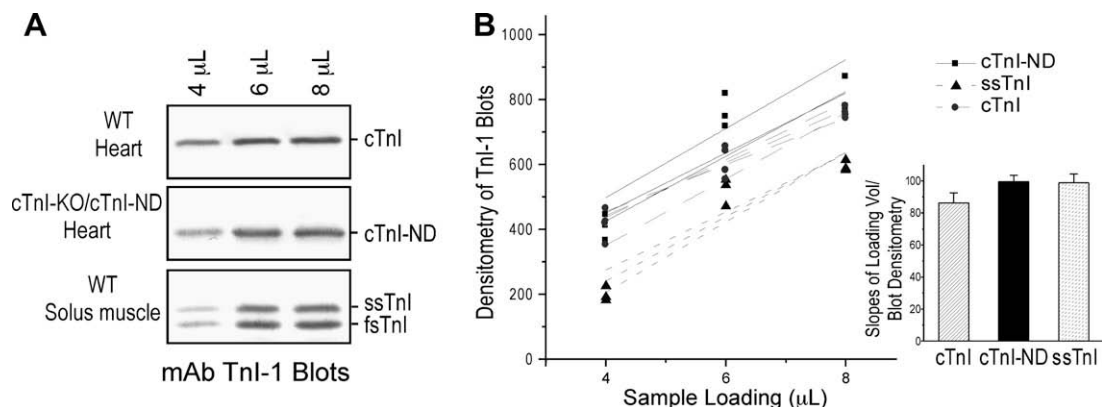 A
4 μL 6 μL 8 μL
WT
Heart
cTnI
cTnI-KO/cTnI-ND
Heart
cTnI-ND
WT
Solus muscle
ssTnI
fsTnI
mAb TnI-1 Blots
B
Densitometry of TnI-1 Blots
1000
800
600
400
200
0
4 6 8
Sample Loading (μL)
cTnI-ND
ssTnI
cTnI
Slopes of Loading Vol/
Blot Densitometry
100
80
60
40
20
0
cTnI cTnI-ND ssTnI